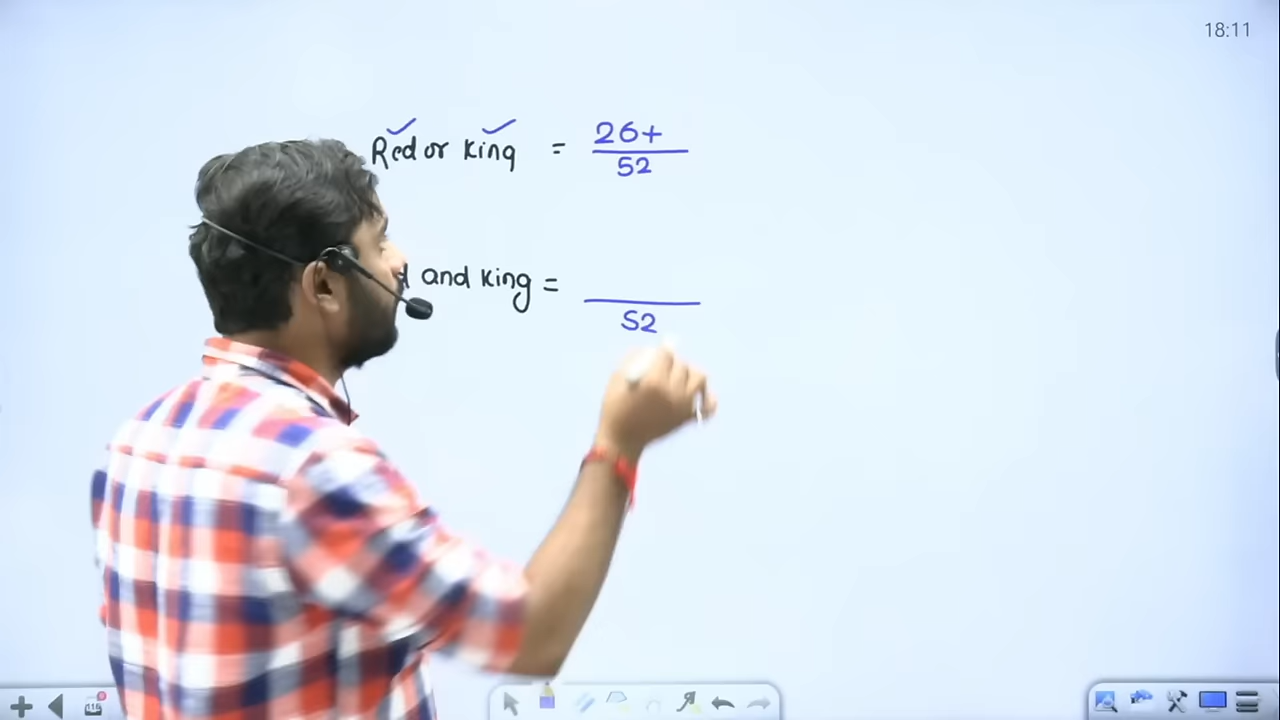 18:11
Red or King = 26+
52
and King =
52